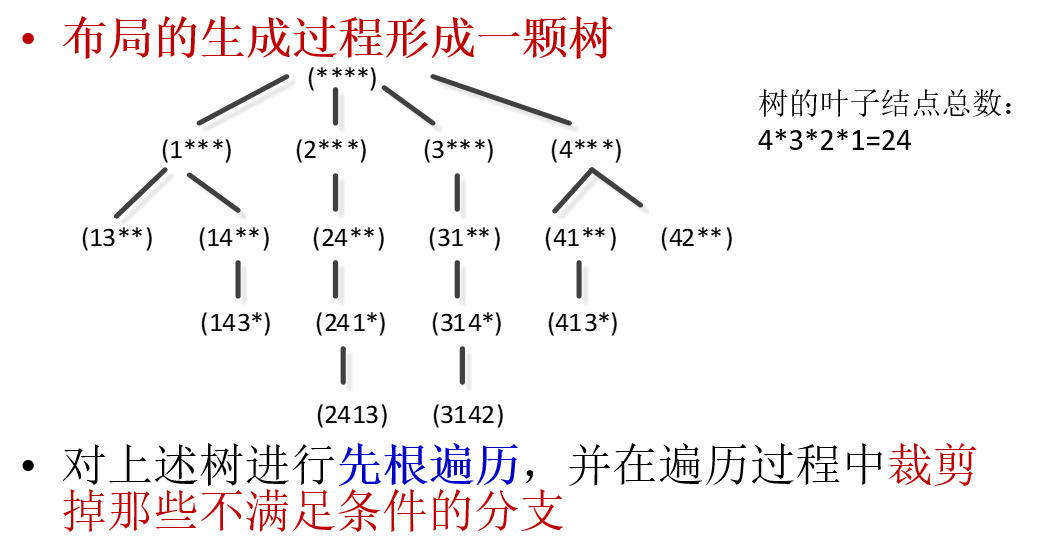 • 布局的生成过程形成一颗树
(****)
树的叶子结点总数：
4*3*2*1=24
(1***) (2***) (3***) (4***)
(13**) (14**) (24**) (31**) (41**) (42**)
(143*) (241*) (314*) (413*)
(2413) (3142)
• 对上述树进行先根遍历，并在遍历过程中裁剪
掉那些不满足条件的分支